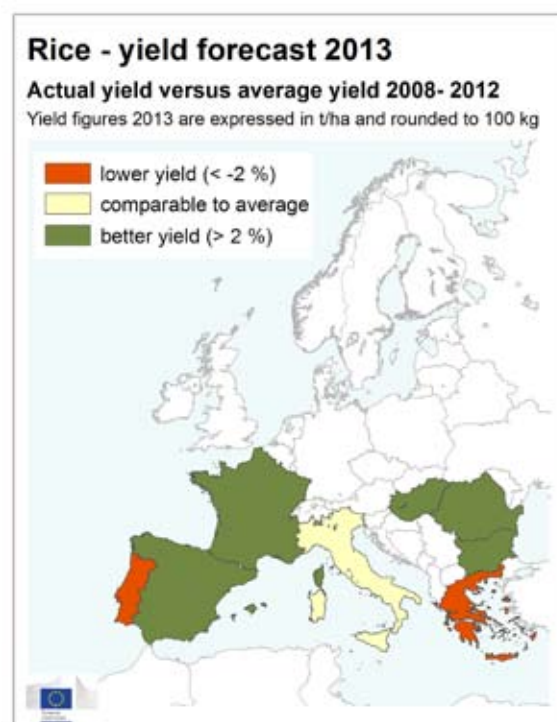 Rice - yield forecast 2013
Actual yield versus average yield 2008- 2012
Yield figures 2013 are expressed in t/ha and rounded to 100 kg
lower yield (< -2 %)
comparable to average
better yield (> 2 %)